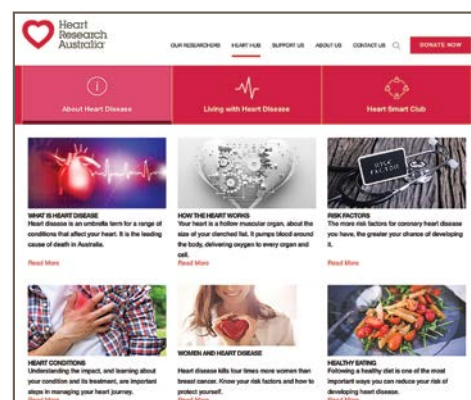 Heart
Research
Australia
OUR RESEARCHERS
HEART HUB
SUPPORT US
ABOUT US
CONTACT US
DONATE NOW
About Heart Disease
Living with Heart Disease
Heart Smart Club
WHAT IS HEART DISEASE
Heart disease is an umbrella term for a range of
conditions that affect your heart. It is the leading
cause of death in Australia.
Read More
HOW THE HEART WORKS
Your heart is a hollow muscular organ, about the
size of your clenched fist. It pumps blood around
the body, delivering oxygen to every organ and
cell.
Read More
RISK
FACTOR
RISK FACTORS
The more risk factors for coronary heart disease
you have, the greater your chance of developing
it.
Read More
HEART CONDITIONS
Understanding the impact, and learning about
your condition and its treatment, are important
steps in managing your heart journey.
Read More
WOMEN AND HEART DISEASE
Heart disease kills four times more women than
breast cancer. Know your risk factors and how to
protect yourself.
Read More
HEALTHY EATING
Following a healthy diet is one of the most
important ways you can reduce your risk of
developing heart disease.
Read More